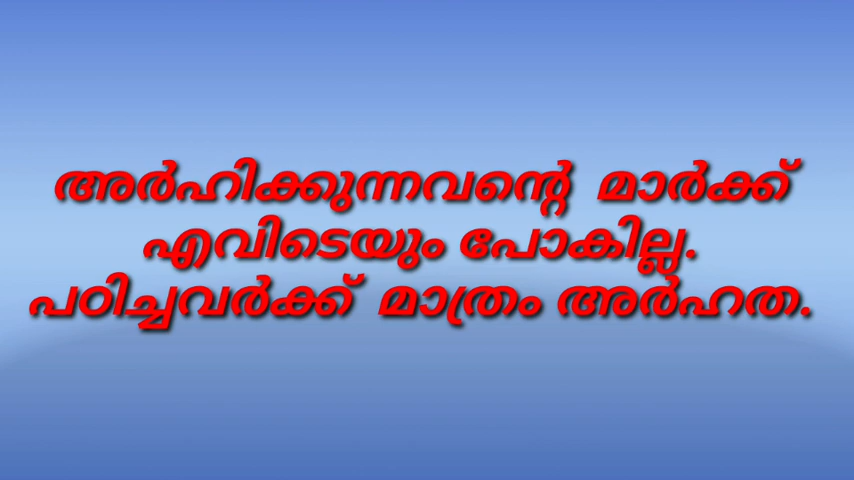 അർഹിക്കുന്നവന്റെ മാർക്ക്
എവിടെയും പോകില്ല.
പഠിച്ചവർക്ക് മാത്രം അർഹത.